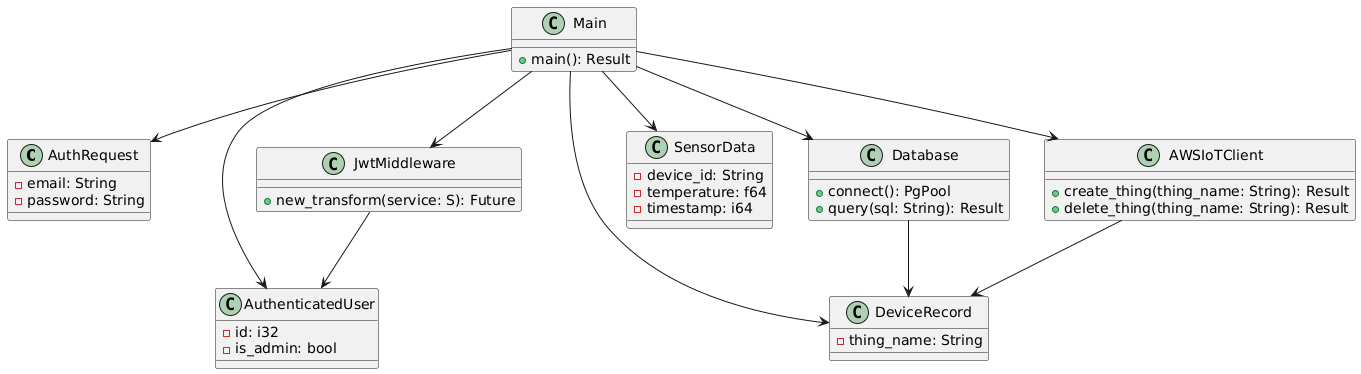 C Main
main(): Result
C AuthRequest
email: String
password: String
C JwtMiddleware
new_transform(service: S): Future
C SensorData
device_id: String
temperature: f64
timestamp: i64
C Database
connect(): PgPool
query(sql: String): Result
C AWSIoTClient
create_thing(thing_name: String): Result
delete_thing(thing_name: String): Result
C AuthenticatedUser
id: i32
is_admin: bool
C DeviceRecord
thing_name: String